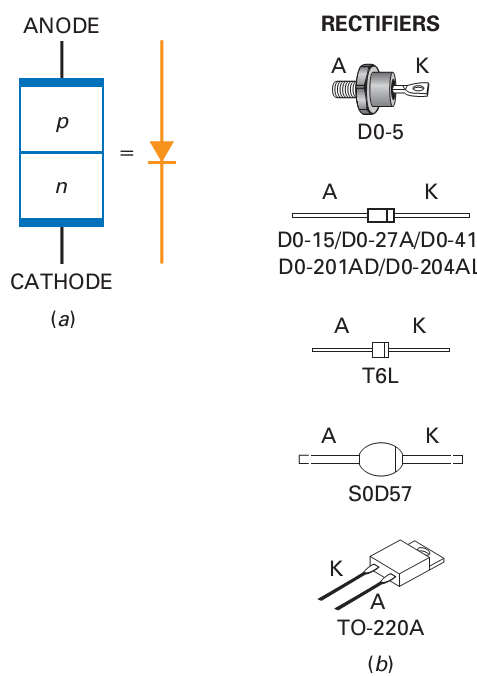 ANODE
p
=
n
CATHODE
(a)
RECTIFIERS
A K
D0-5
A K
D0-15/D0-27A/D0-41
D0-201AD/D0-204AL
A K
T6L
A K
S0D57
K
A
TO-220A
(b)